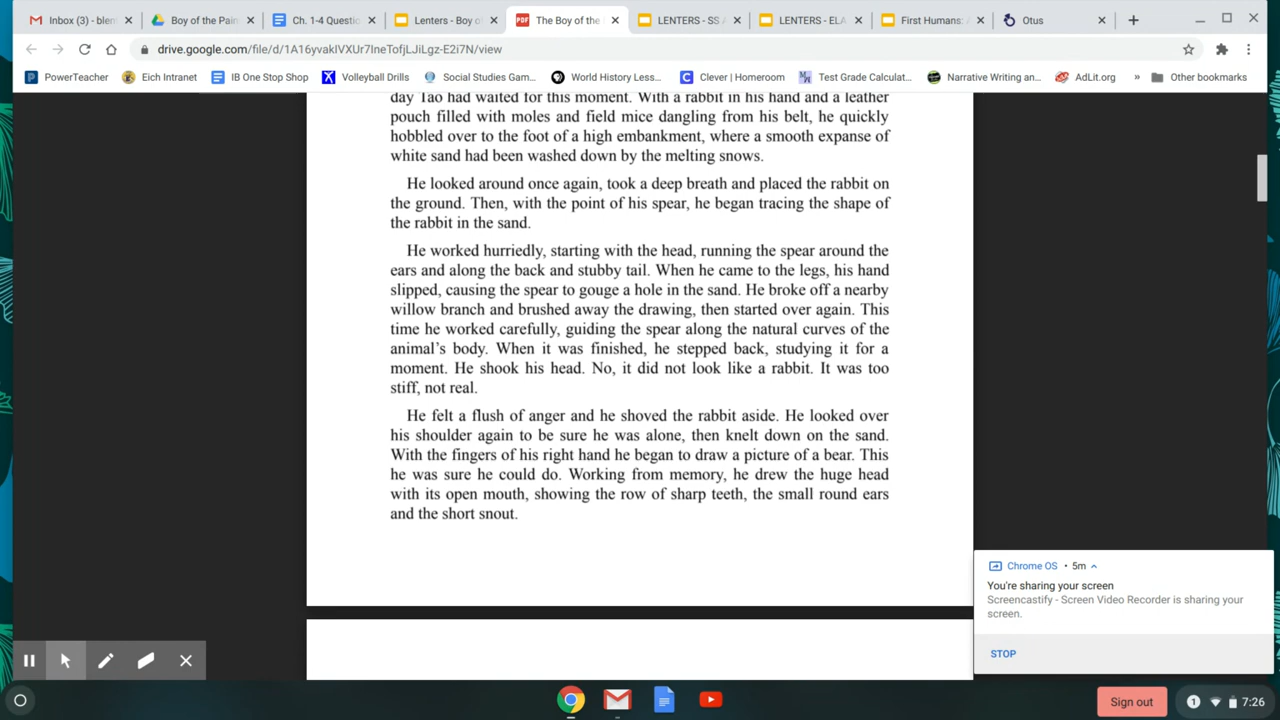 Inbox (3) - blen
Boy of the Pain
Ch. 1-4 Questi
Lenters - Boy o
PDF
The Boy of the
LENTERS - SS
LENTERS - ELA
First Humans:
Otus
drive.google.com/file/d/1A16yvakIVXUr7IneTofjLJiLgz-E2i7N/view
PowerTeacher
Eich Intranet
IB One Stop Shop
Volleyball Drills
Social Studies Gam...
World History Less...
Clever | Homeroom
Test Grade Calculat...
Narrative Writing an...
AdLit.org
»
Other bookmarks
day Tao had waited for this moment. With a rabbit in his hand and a leather
pouch filled with moles and field mice dangling from his belt, he quickly
hobbled over to the foot of a high embankment, where a smooth expanse of
white sand had been washed down by the melting snows.
He looked around once again, took a deep breath and placed the rabbit on
the ground. Then, with the point of his spear, he began tracing the shape of
the rabbit in the sand.
He worked hurriedly, starting with the head, running the spear around the
ears and along the back and stubby tail. When he came to the legs, his hand
slipped, causing the spear to gouge a hole in the sand. He broke off a nearby
willow branch and brushed away the drawing, then started over again. This
time he worked carefully, guiding the spear along the natural curves of the
animal's body. When it was finished, he stepped back, studying it for a
moment. He shook his head. No, it did not look like a rabbit. It was too
stiff, not real.
He felt a flush of anger and he shoved the rabbit aside. He looked over
his shoulder again to be sure he was alone, then knelt down on the sand.
With the fingers of his right hand he began to draw a picture of a bear. This
he was sure he could do. Working from memory, he drew the huge head
with its open mouth, showing the row of sharp teeth, the small round ears
and the short snout.
Chrome OS • 5m
You're sharing your screen
Screencastify - Screen Video Recorder is sharing your
screen.
STOP
Sign out
1
7:26